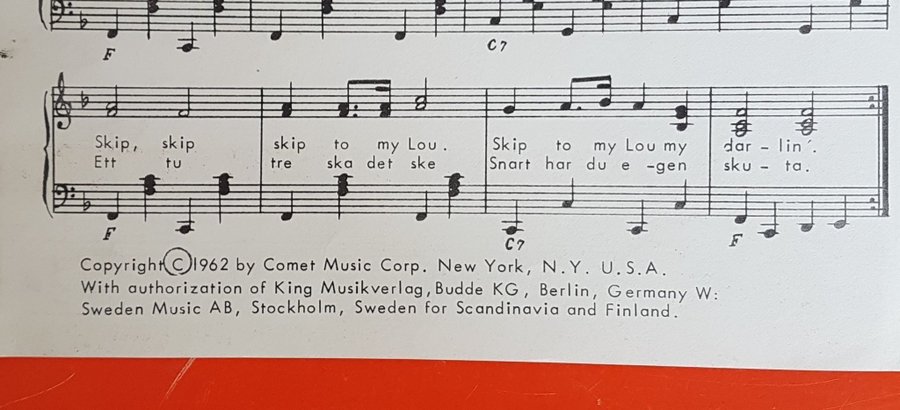 F C7
Skip, skip skip to my Lou. Skip to my Lou my dar - lin'.
Ett tu tre ska det ske Snart har du e -gen sku - ta.
F C7 F
Copyright © 1962 by Comet Music Corp. New York, N.Y. U.S.A.
With authorization of King Musikverlag, Budde KG, Berlin, Germany W:
Sweden Music AB, Stockholm, Sweden for Scandinavia and Finland.